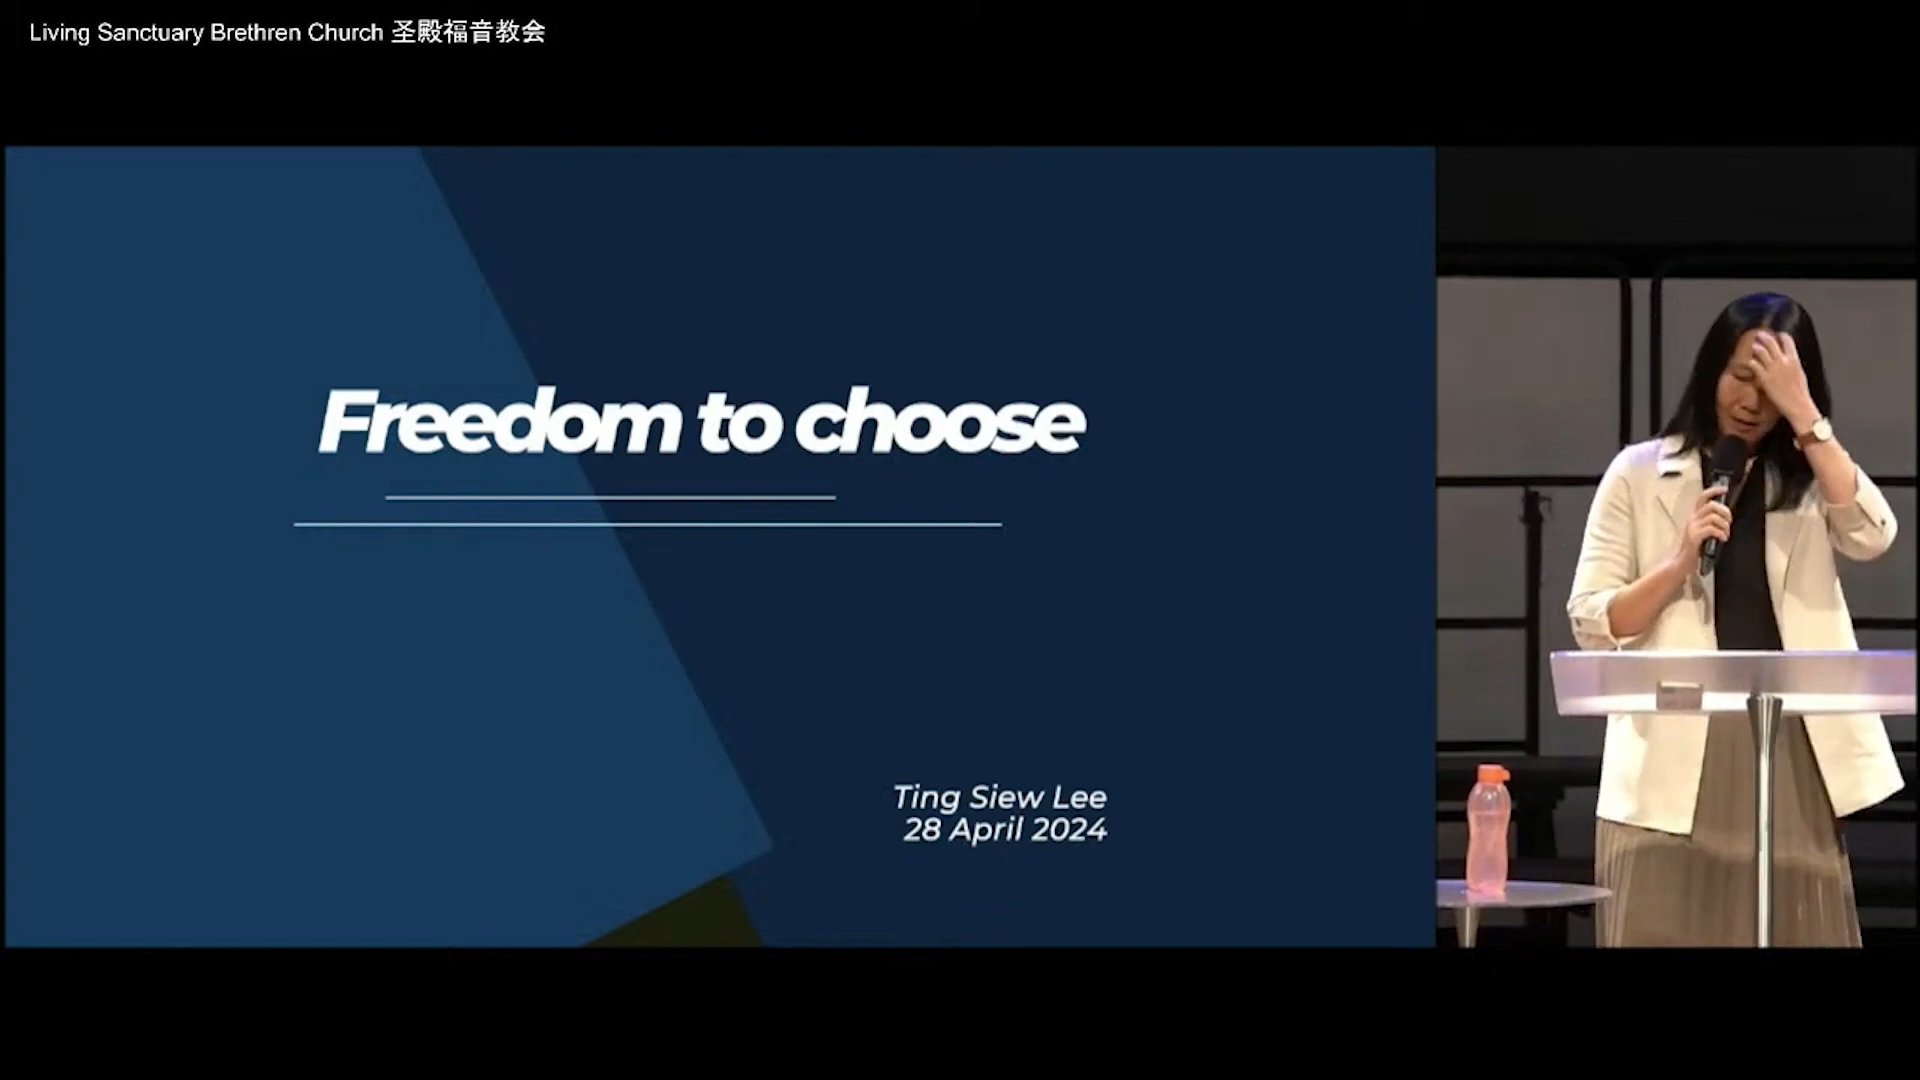 Living Sanctuary Brethren Church 圣殿福音教会
Freedom to choose
Ting Siew Lee
28 April 2024